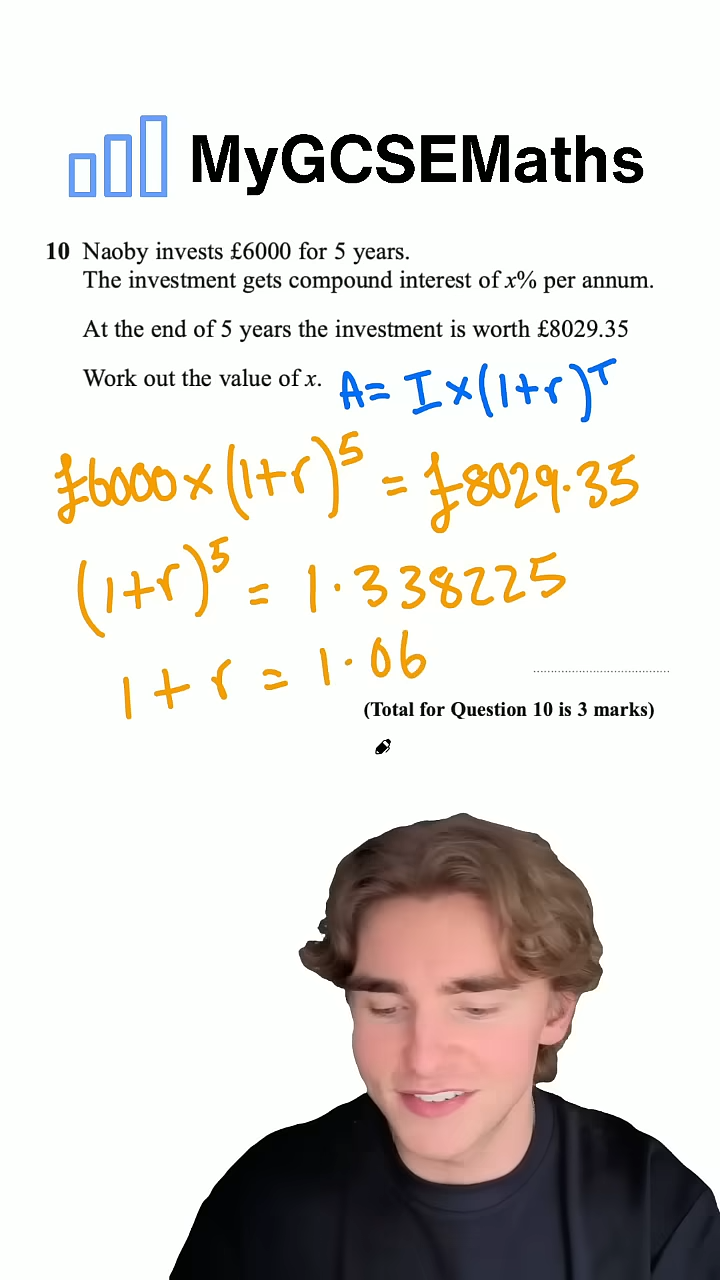 MyGCSEMaths
10 Naoby invests £6000 for 5 years.
The investment gets compound interest of x% per annum.
At the end of 5 years the investment is worth £8029.35
Work out the value of x.
A= I×(1+r)ᵀ
£6000×(1+r)⁵ = £8029.35
(1+r)⁵ = 1.338225
1+r = 1.06
(Total for Question 10 is 3 marks)